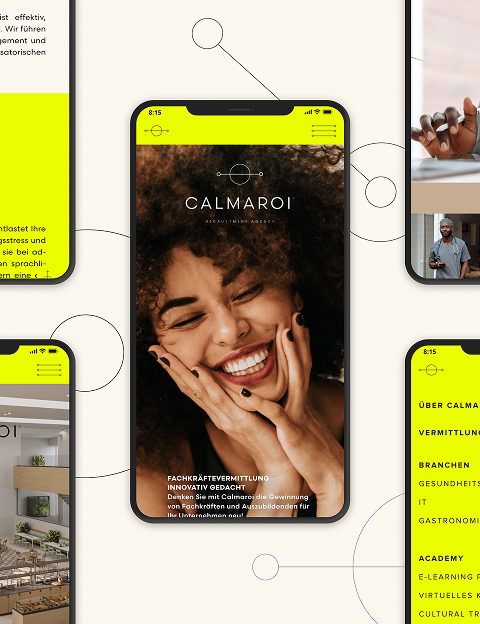 ist effektiv,
. Wir führen
gement und
satorischen
ntlastet Ihre
gsstress und
sie bei ad-
en sprachli-
ern eine
8:15
CALMAROI
RECRUITMENT AGENCY
FACHKRÄFTEVERMITTLUNG
INNOVATIV GEDACHT
Denken Sie mit Calmaroi die Gewinnung
von Fachkräften und Auszubildenden für
Ihr Unternehmen neu!
OI
8:15
ÜBER CALMA
VERMITTLUNG
BRANCHEN
GESUNDHEITS
IT
GASTRONOMI
ACADEMY
E-LEARNING P
VIRTUELLES K
CULTURAL TR